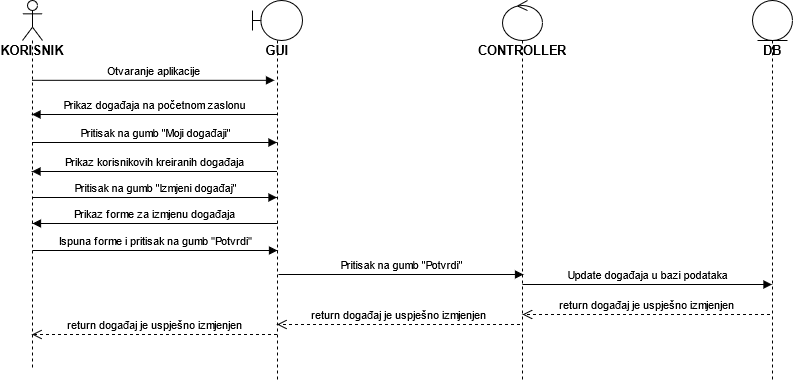 KORISNIK
GUI
CONTROLLER
DB
Otvaranje aplikacije
Prikaz događaja na početnom zaslonu
Pritisak na gumb "Moji događaji"
Prikaz korisnikovih kreiranih događaja
Pritisak na gumb "Izmjeni događaj"
Prikaz forme za izmjenu događaja
Ispuna forme i pritisak na gumb "Potvrdi"
Pritisak na gumb "Potvrdi"
Update događaja u bazi podataka
return događaj je uspješno izmjenjen
return događaj je uspješno izmjenjen
return događaj je uspješno izmjenjen